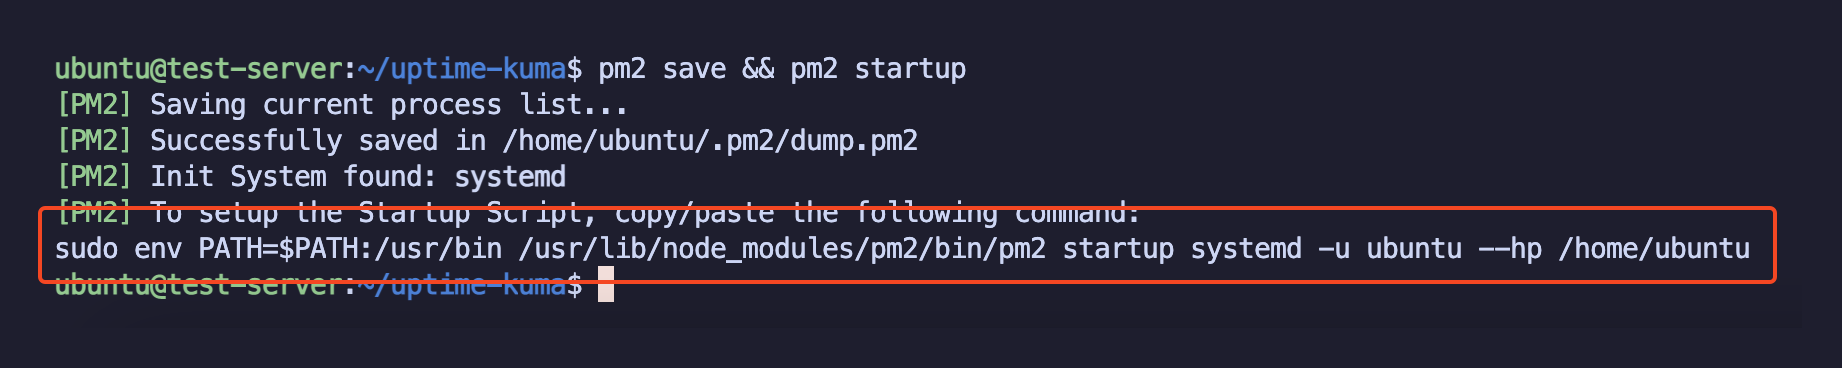 ubuntu@test-server:~/uptime-kuma$ pm2 save && pm2 startup
[PM2] Saving current process list...
[PM2] Successfully saved in /home/ubuntu/.pm2/dump.pm2
[PM2] Init System found: systemd
[PM2] To setup the Startup Script, copy/paste the following command:
sudo env PATH=$PATH:/usr/bin /usr/lib/node_modules/pm2/bin/pm2 startup systemd -u ubuntu --hp /home/ubuntu
ubuntu@test-server:~/uptime-kuma$